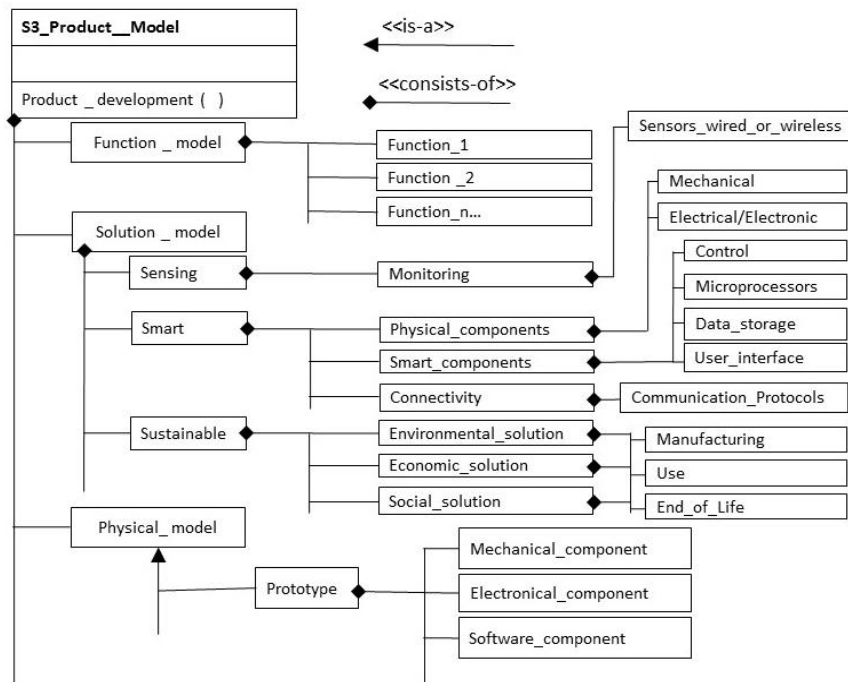 S3_Product__Model
<<is-a>>
<<consists-of>>
Product _ development ( )
Function _ model
Function_1
Function _2
Function_n...
Sensors_wired_or_wireless
Mechanical
Electrical/Electronic
Solution _ model
Sensing
Monitoring
Control
Microprocessors
Data_storage
User_interface
Smart
Physical_components
Smart_components
Connectivity
Communication_Protocols
Sustainable
Environmental_solution
Economic_solution
Social_solution
Manufacturing
Use
End_of_Life
Physical_ model
Prototype
Mechanical_component
Electronical_component
Software_component